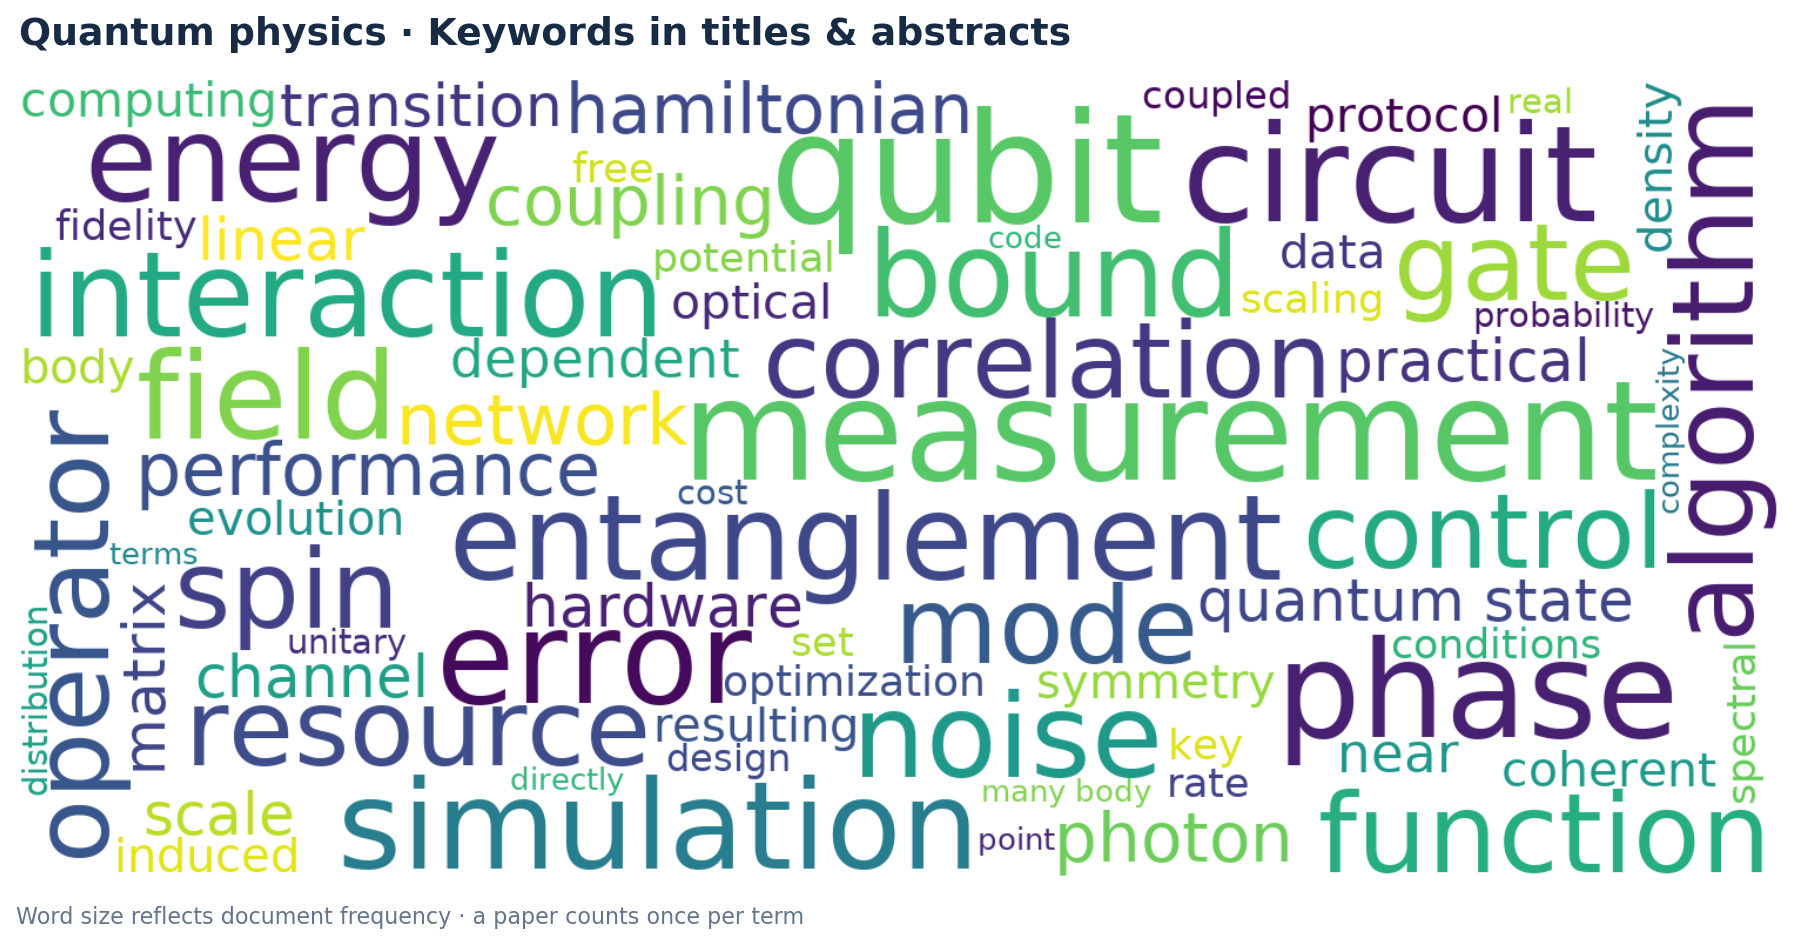 Quantum physics · Keywords in titles & abstracts
computing
transition
hamiltonian
coupled
protocol
real
density
energy
free
coupling
qubit
circuit
algorithm
fidelity
linear
potential
code
data
gate
interaction
optical
bound
scaling
probability
body
field
dependent
correlation
practical
complexity
network
measurement
operator
performance
cost
evolution
entanglement
control
terms
spin
matrix
hardware
mode
quantum state
distribution
unitary
error
set
conditions
channel
optimization
symmetry
phase
spectral
resource
resulting
noise
key
near
design
rate
coherent
directly
many body
scale
simulation
point
photon
function
induced
Word size reflects document frequency · a paper counts once per term